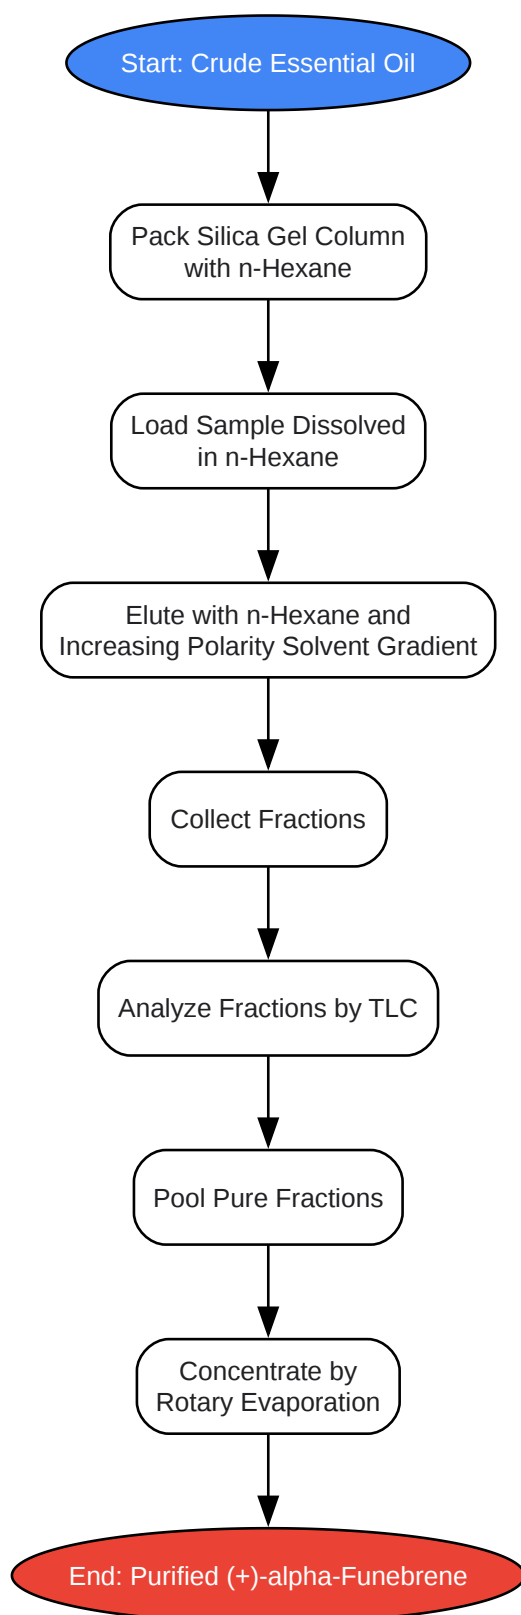 Start: Crude Essential Oil
Pack Silica Gel Column
with n-Hexane
Load Sample Dissolved
in n-Hexane
Elute with n-Hexane and
Increasing Polarity Solvent Gradient
Collect Fractions
Analyze Fractions by TLC
Pool Pure Fractions
Concentrate by
Rotary Evaporation
End: Purified (+)-alpha-Funebrene